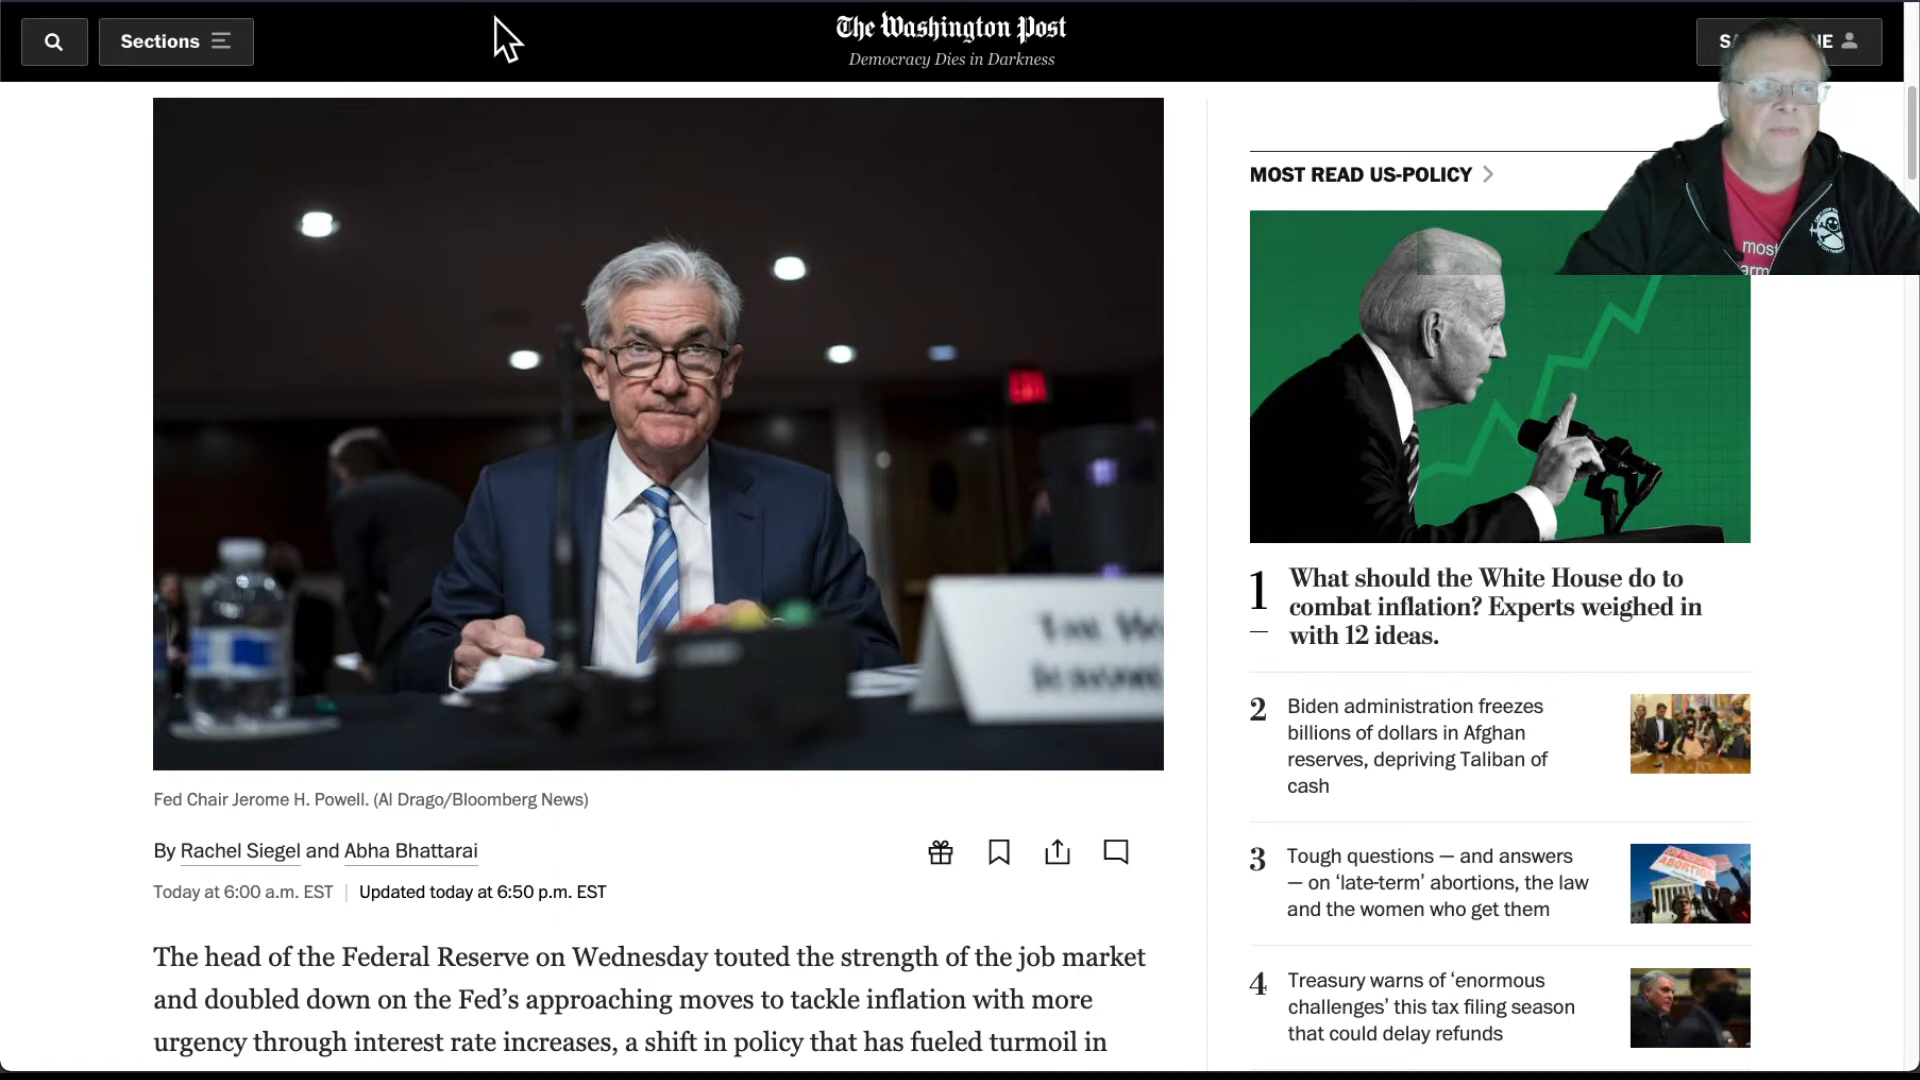 Sections
The Washington Post
Democracy Dies in Darkness
MOST READ US-POLICY
most
Fed Chair Jerome H. Powell. (Al Drago/Bloomberg News)
By Rachel Siegel and Abha Bhattarai
Today at 6:00 a.m. EST | Updated today at 6:50 p.m. EST
The head of the Federal Reserve on Wednesday touted the strength of the job market
and doubled down on the Fed’s approaching moves to tackle inflation with more
urgency through interest rate increases, a shift in policy that has fueled turmoil in
1 What should the White House do to
combat inflation? Experts weighed in
with 12 ideas.
2 Biden administration freezes
billions of dollars in Afghan
reserves, depriving Taliban of
cash
3 Tough questions — and answers
— on ‘late-term’ abortions, the law
and the women who get them
ABORTION
4 Treasury warns of ‘enormous
challenges’ this tax filing season
that could delay refunds